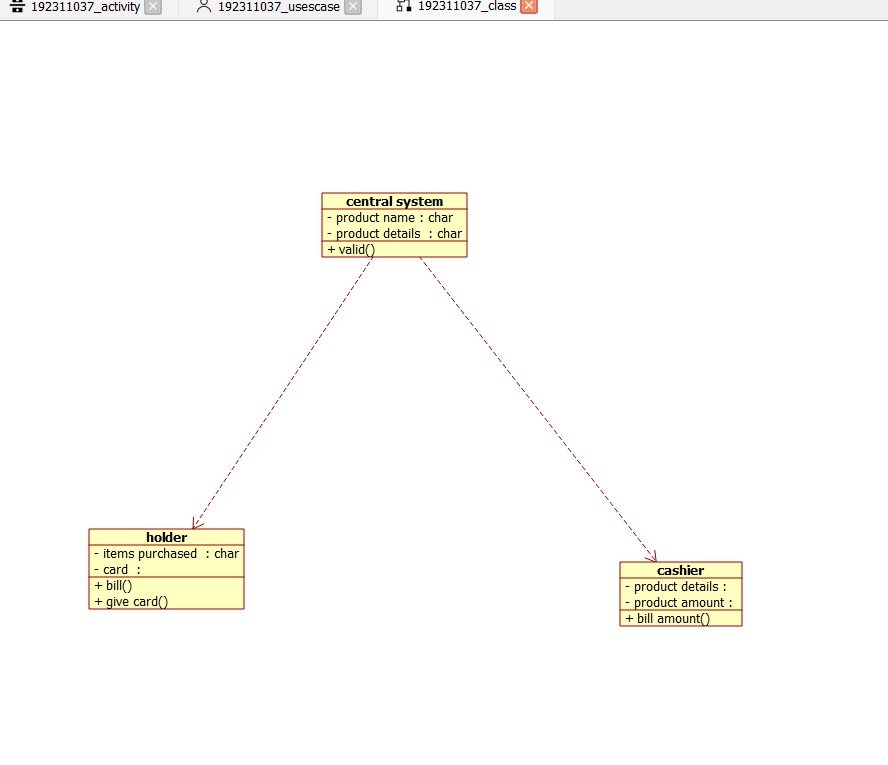 192311037_activity 192311037_usescase 192311037_class
central system
- product name : char
- product details : char
+ valid()
holder
- items purchased : char
- card :
+ bill()
+ give card()
cashier
- product details :
- product amount :
+ bill amount()